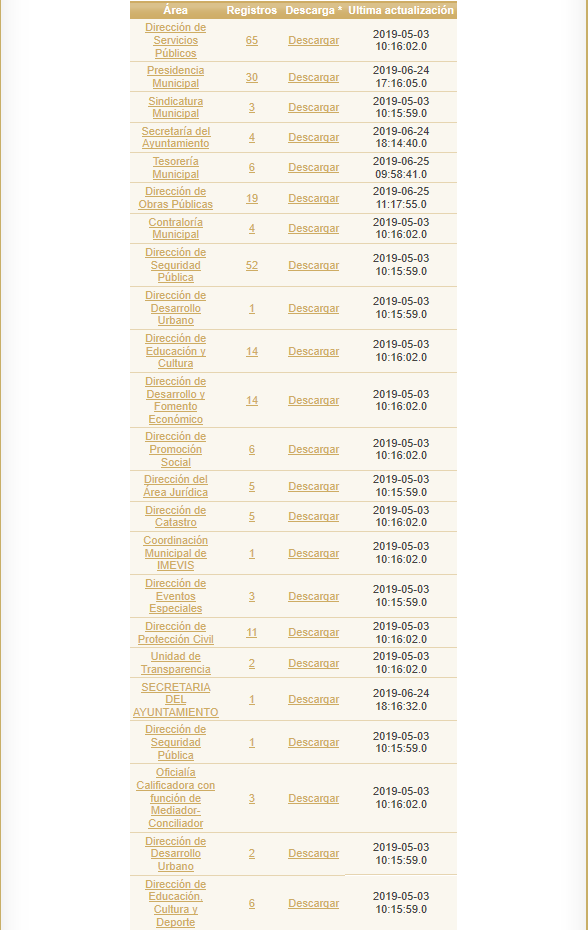 Área Registros Descarga * Ultima actualización
Dirección de
Servicios
Públicos
65 Descargar
2019-05-03
10:16:02.0
Presidencia
Municipal
30 Descargar
2019-06-24
17:16:05.0
Sindicatura
Municipal
3 Descargar
2019-05-03
10:15:59.0
Secretaría del
Ayuntamiento
4 Descargar
2019-06-24
18:14:40.0
Tesorería
Municipal
6 Descargar
2019-06-25
09:58:41.0
Dirección de
Obras Públicas
19 Descargar
2019-06-25
11:17:55.0
Contraloría
Municipal
4 Descargar
2019-05-03
10:16:02.0
Dirección de
Seguridad
Pública
52 Descargar
2019-05-03
10:15:59.0
Dirección de
Desarrollo
Urbano
1 Descargar
2019-05-03
10:15:59.0
Dirección de
Educación y
Cultura
14 Descargar
2019-05-03
10:16:02.0
Dirección de
Desarrollo y
Fomento
Económico
14 Descargar
2019-05-03
10:16:02.0
Dirección de
Promoción
Social
6 Descargar
2019-05-03
10:16:02.0
Dirección del
Área Jurídica
5 Descargar
2019-05-03
10:15:59.0
Dirección de
Catastro
5 Descargar
2019-05-03
10:16:02.0
Coordinación
Municipal de
IMEVIS
1 Descargar
2019-05-03
10:16:02.0
Dirección de
Eventos
Especiales
3 Descargar
2019-05-03
10:15:59.0
Dirección de
Protección Civil
11 Descargar
2019-05-03
10:16:02.0
Unidad de
Transparencia
2 Descargar
2019-05-03
10:16:02.0
SECRETARIA
DEL
AYUNTAMIENTO
1 Descargar
2019-06-24
18:16:32.0
Dirección de
Seguridad
Pública
1 Descargar
2019-05-03
10:15:59.0
Oficialía
Calificadora con
función de
Mediador-
Conciliador
3 Descargar
2019-05-03
10:16:02.0
Dirección de
Desarrollo
Urbano
2 Descargar
2019-05-03
10:15:59.0
Dirección de
Educación,
Cultura y
Deporte
6 Descargar
2019-05-03
10:15:59.0